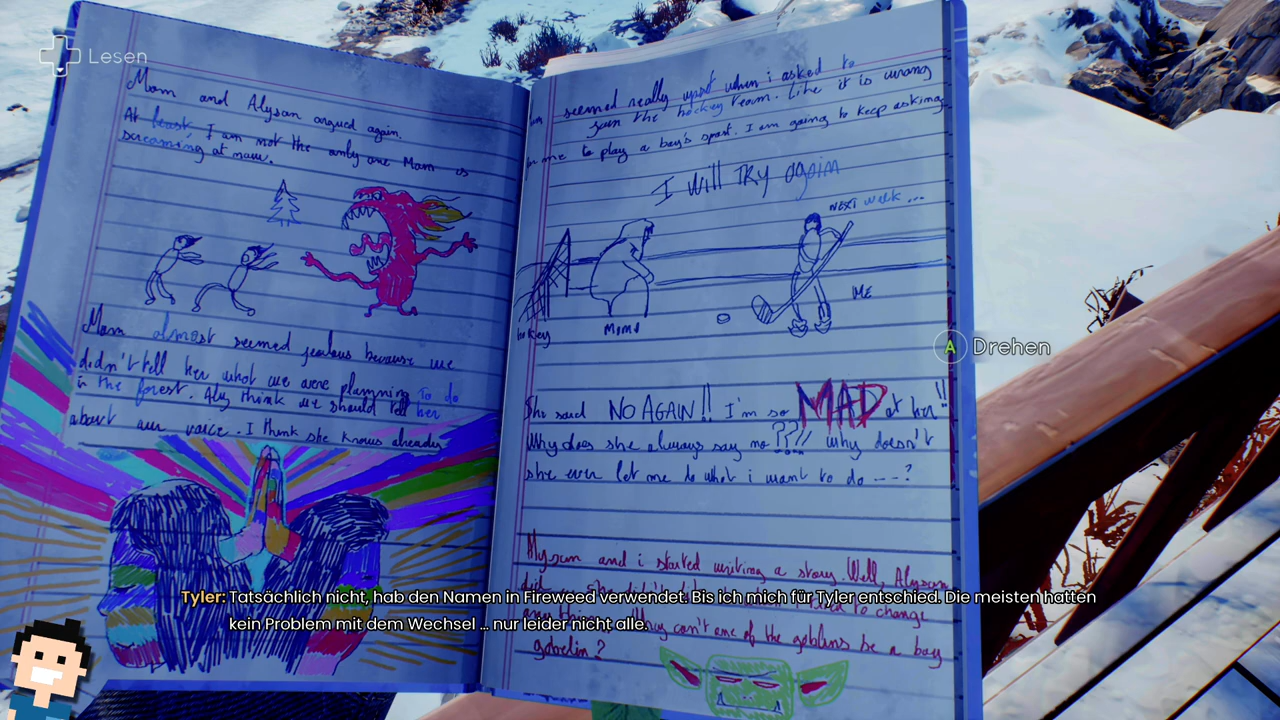 Lesen
Mom and Alyson argued again.
At least I am not the only one Mom is
screaming at now.
Mom almost seemed jealous because we
didn't tell her what we were planning to do
in the forest. Aly think we should tell her
about our voice. I think she knows already
seemed really upset when i asked to
join the hockey team. Like it is wrong
me to play a boy's sport. I am going to keep asking
I will TRY again
NEXT week ...
hockey
Moms
ME
She said NO AGAIN!! I'm so MAD at her!!
Why does she always say no ???!! why doesn't
she ever let me do what i want to do ---?
Alyson and i started writing a story. Well, Alyson
to change
can't one of the goblins be a boy
gobelin?
Drehen
Tyler: Tatsächlich nicht, hab den Namen in Fireweed verwendet. Bis ich mich für Tyler entschied. Die meisten hatten
kein Problem mit dem Wechsel ... nur leider nicht alle.